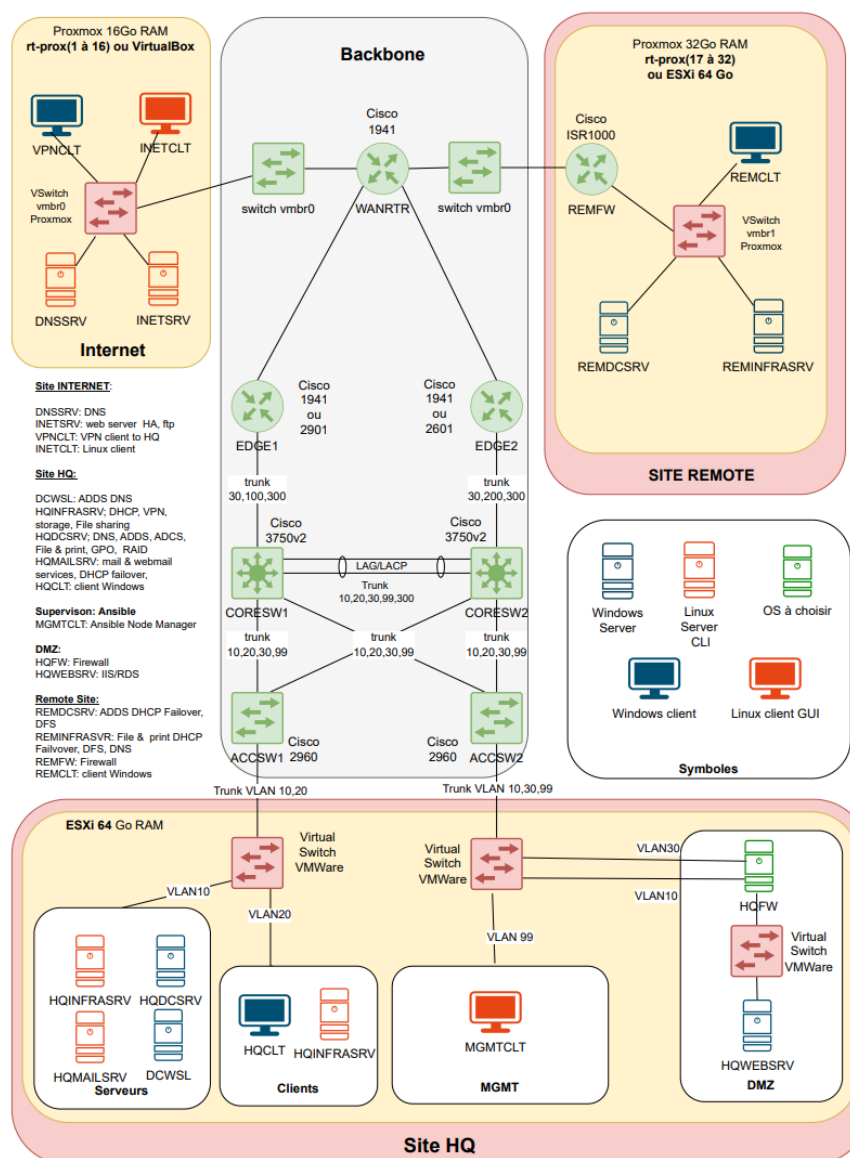 Proxmox 16Go RAM
rt-prox(1 à 16) ou VirtualBox
VPNCLT
INETCLT
VSwitch
vmbr0
Proxmox
DNSSRV
INETSRV
Internet
Backbone
Cisco
1941
switch vmbr0
WANRTR
switch vmbr0
Cisco
1941
ou
2901
EDGE1
Cisco
1941
ou
2601
EDGE2
trunk
30,100,300
trunk
30,200,300
Cisco
3750v2
Cisco
3750v2
LAG/LACP
Trunk
10,20,30,99,300
CORESW1
CORESW2
trunk
10,20,30,99
trunk
10,20,30,99
trunk
10,20,30,99
ACCSW1
Cisco
2960
Cisco
2960
ACCSW2
Proxmox 32Go RAM
rt-prox(17 à 32)
ou ESXi 64 Go
Cisco
ISR1000
REMFW
REMCLT
VSwitch
vmbr1
Proxmox
REMDCSRV
REMINFRASRV
SITE REMOTE
Site INTERNET:
DNSSRV: DNS
INETSRV: web server HA, ftp
VPNCLT: VPN client to HQ
INETCLT: Linux client
Site HQ:
DCWSL: ADDS DNS
HQINFRASRV; DHCP, VPN,
storage, File sharing
HQDCSRV; DNS, ADDS, ADCS,
File & print, GPO, RAID
HQMAILSRV: mail & webmail
services, DHCP failover,
HQCLT: client Windows
Supervison: Ansible
MGMTCLT: Ansible Node Manager
DMZ:
HQFW: Firewall
HQWEBSRV: IIS/RDS
Remote Site:
REMDCSRV: ADDS DHCP Failover,
DFS
REMINFRASVR: File & print DHCP
Failvover, DFS, DNS
REMFW: Firewall
REMCLT: client Windows
Windows
Server
Linux
Server
CLI
OS à choisir
Windows client
Linux client GUI
Symboles
Trunk VLAN 10,20
Trunk VLAN 10,30,99
ESXi 64 Go RAM
Virtual
Switch
VMWare
Virtual
Switch
VMWare
VLAN10
VLAN20
VLAN 99
VLAN30
VLAN10
HQFW
Virtual
Switch
VMWare
HQINFRASRV
HQDCSRV
HQMAILSRV
DCWSL
Serveurs
HQCLT
HQINFRASRV
Clients
MGMTCLT
MGMT
HQWEBSRV
DMZ
Site HQ